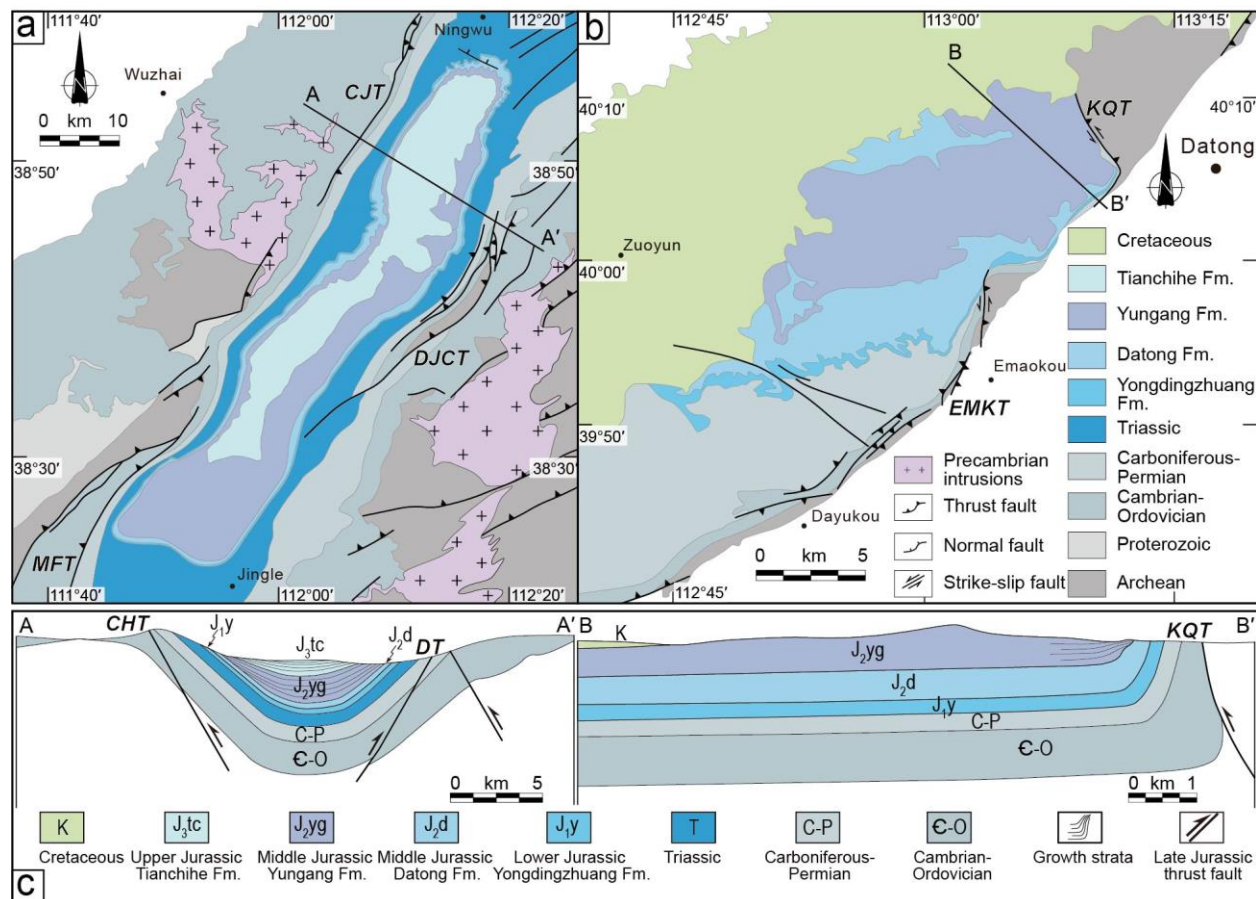 a
111°40′
112°00′
112°20′
Ningwu
Wuzhai
CJT
A
0 km 10
38°50′
38°50′
A′
DJCT
38°30′
38°30′
MFT
Jingle
111°40′
112°00′
112°20′
b
112°45′
113°00′
113°15′
B
40°10′
40°10′
KQT
Datong
B′
Zuoyun
40°00′
Emaokou
EMKT
39°50′
Dayukou
0 km 5
112°45′
Cretaceous
Tianchihe Fm.
Yungang Fm.
Datong Fm.
Yongdingzhuang
Fm.
Triassic
Carboniferous-
Permian
Cambrian-
Ordovician
Proterozoic
Archean
Precambrian
intrusions
Thrust fault
Normal fault
Strike-slip fault
A
CHT
J₁y
J₃tc
J₂d
DT
A′
J₂yg
C-P
Є-O
0 km 5
B
K
J₂yg
KQT
B′
J₂d
J₁y
C-P
Є-O
0 km 1
K
J₃tc
J₂yg
J₂d
J₁y
T
C-P
Є-O
Cretaceous
Upper Jurassic
Tianchihe Fm.
Middle Jurassic
Yungang Fm.
Middle Jurassic
Datong Fm.
Lower Jurassic
Yongdingzhuang Fm.
Triassic
Carboniferous-
Permian
Cambrian-
Ordovician
Growth strata
Late Jurassic
thrust fault
c